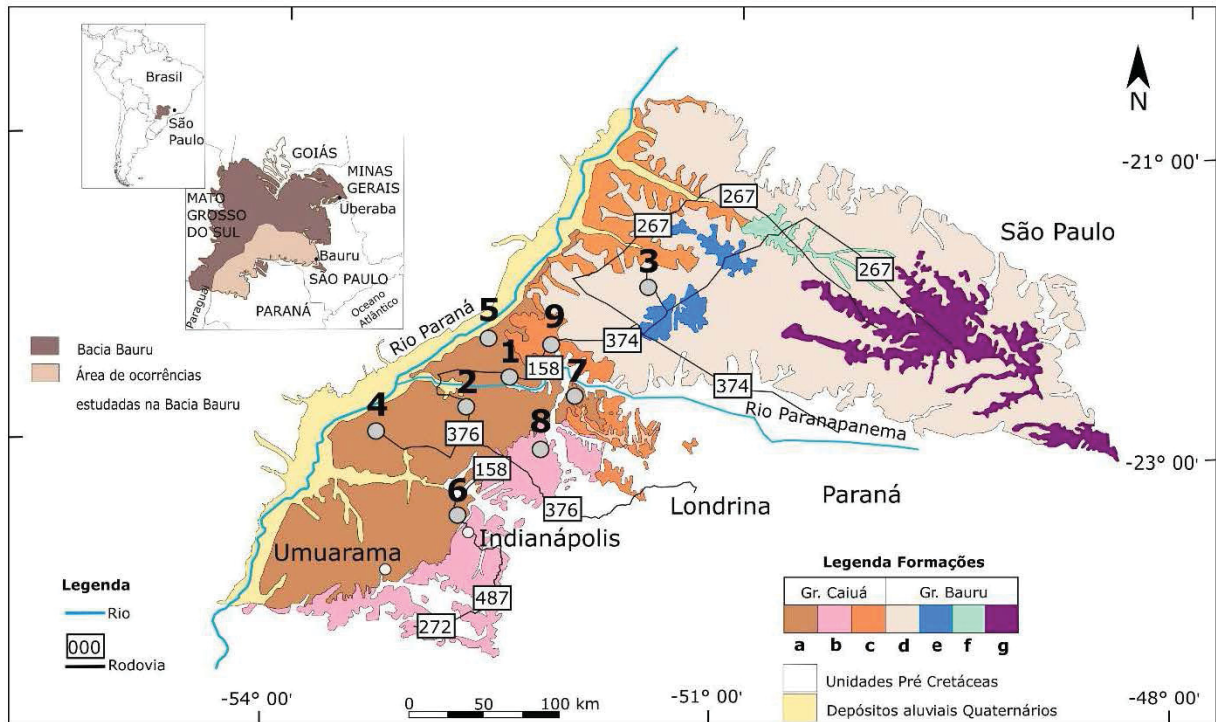 Brasil
São
Paulo
GOIÁS
MINAS
GERAIS
Uberaba
MATO
GROSSO
DO SUL
Bauru
SÃO PAULO
PARANÁ
Paraguai
Oceano
Atlântico
Bacia Bauru
Área de ocorrências
estudadas na Bacia Bauru
N
-21° 00'
-23° 00'
-54° 00'
-51° 00'
-48° 00'
São Paulo
Rio Paraná
267
267
267
3
5
9
374
1
158
7
374
2
4
376
8
Rio Paranapanema
158
6
376
Londrina
Paraná
Indianápolis
Umuarama
487
272
Legenda
Rio
000
Rodovia
0 50 100 km
Legenda Formações
Gr. Caiuá Gr. Bauru
a b c d e f g
Unidades Pré Cretáceas
Depósitos aluviais Quaternários